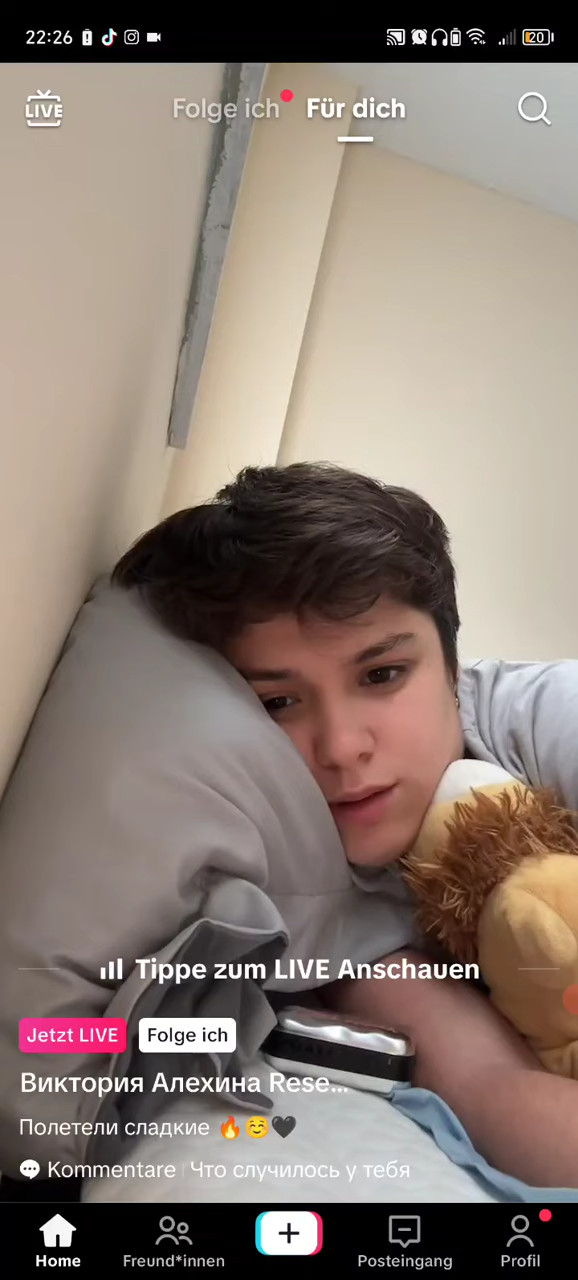 22:26
20
LIVE
Folge ich
Für dich
Tippe zum LIVE Anschauen
Jetzt LIVE
Folge ich
Виктория Алехина Rese...
Полетели сладкие 🔥☺️🖤
Kommentare Что случилось у тебя
Home
Freund*innen
Posteingang
Profil